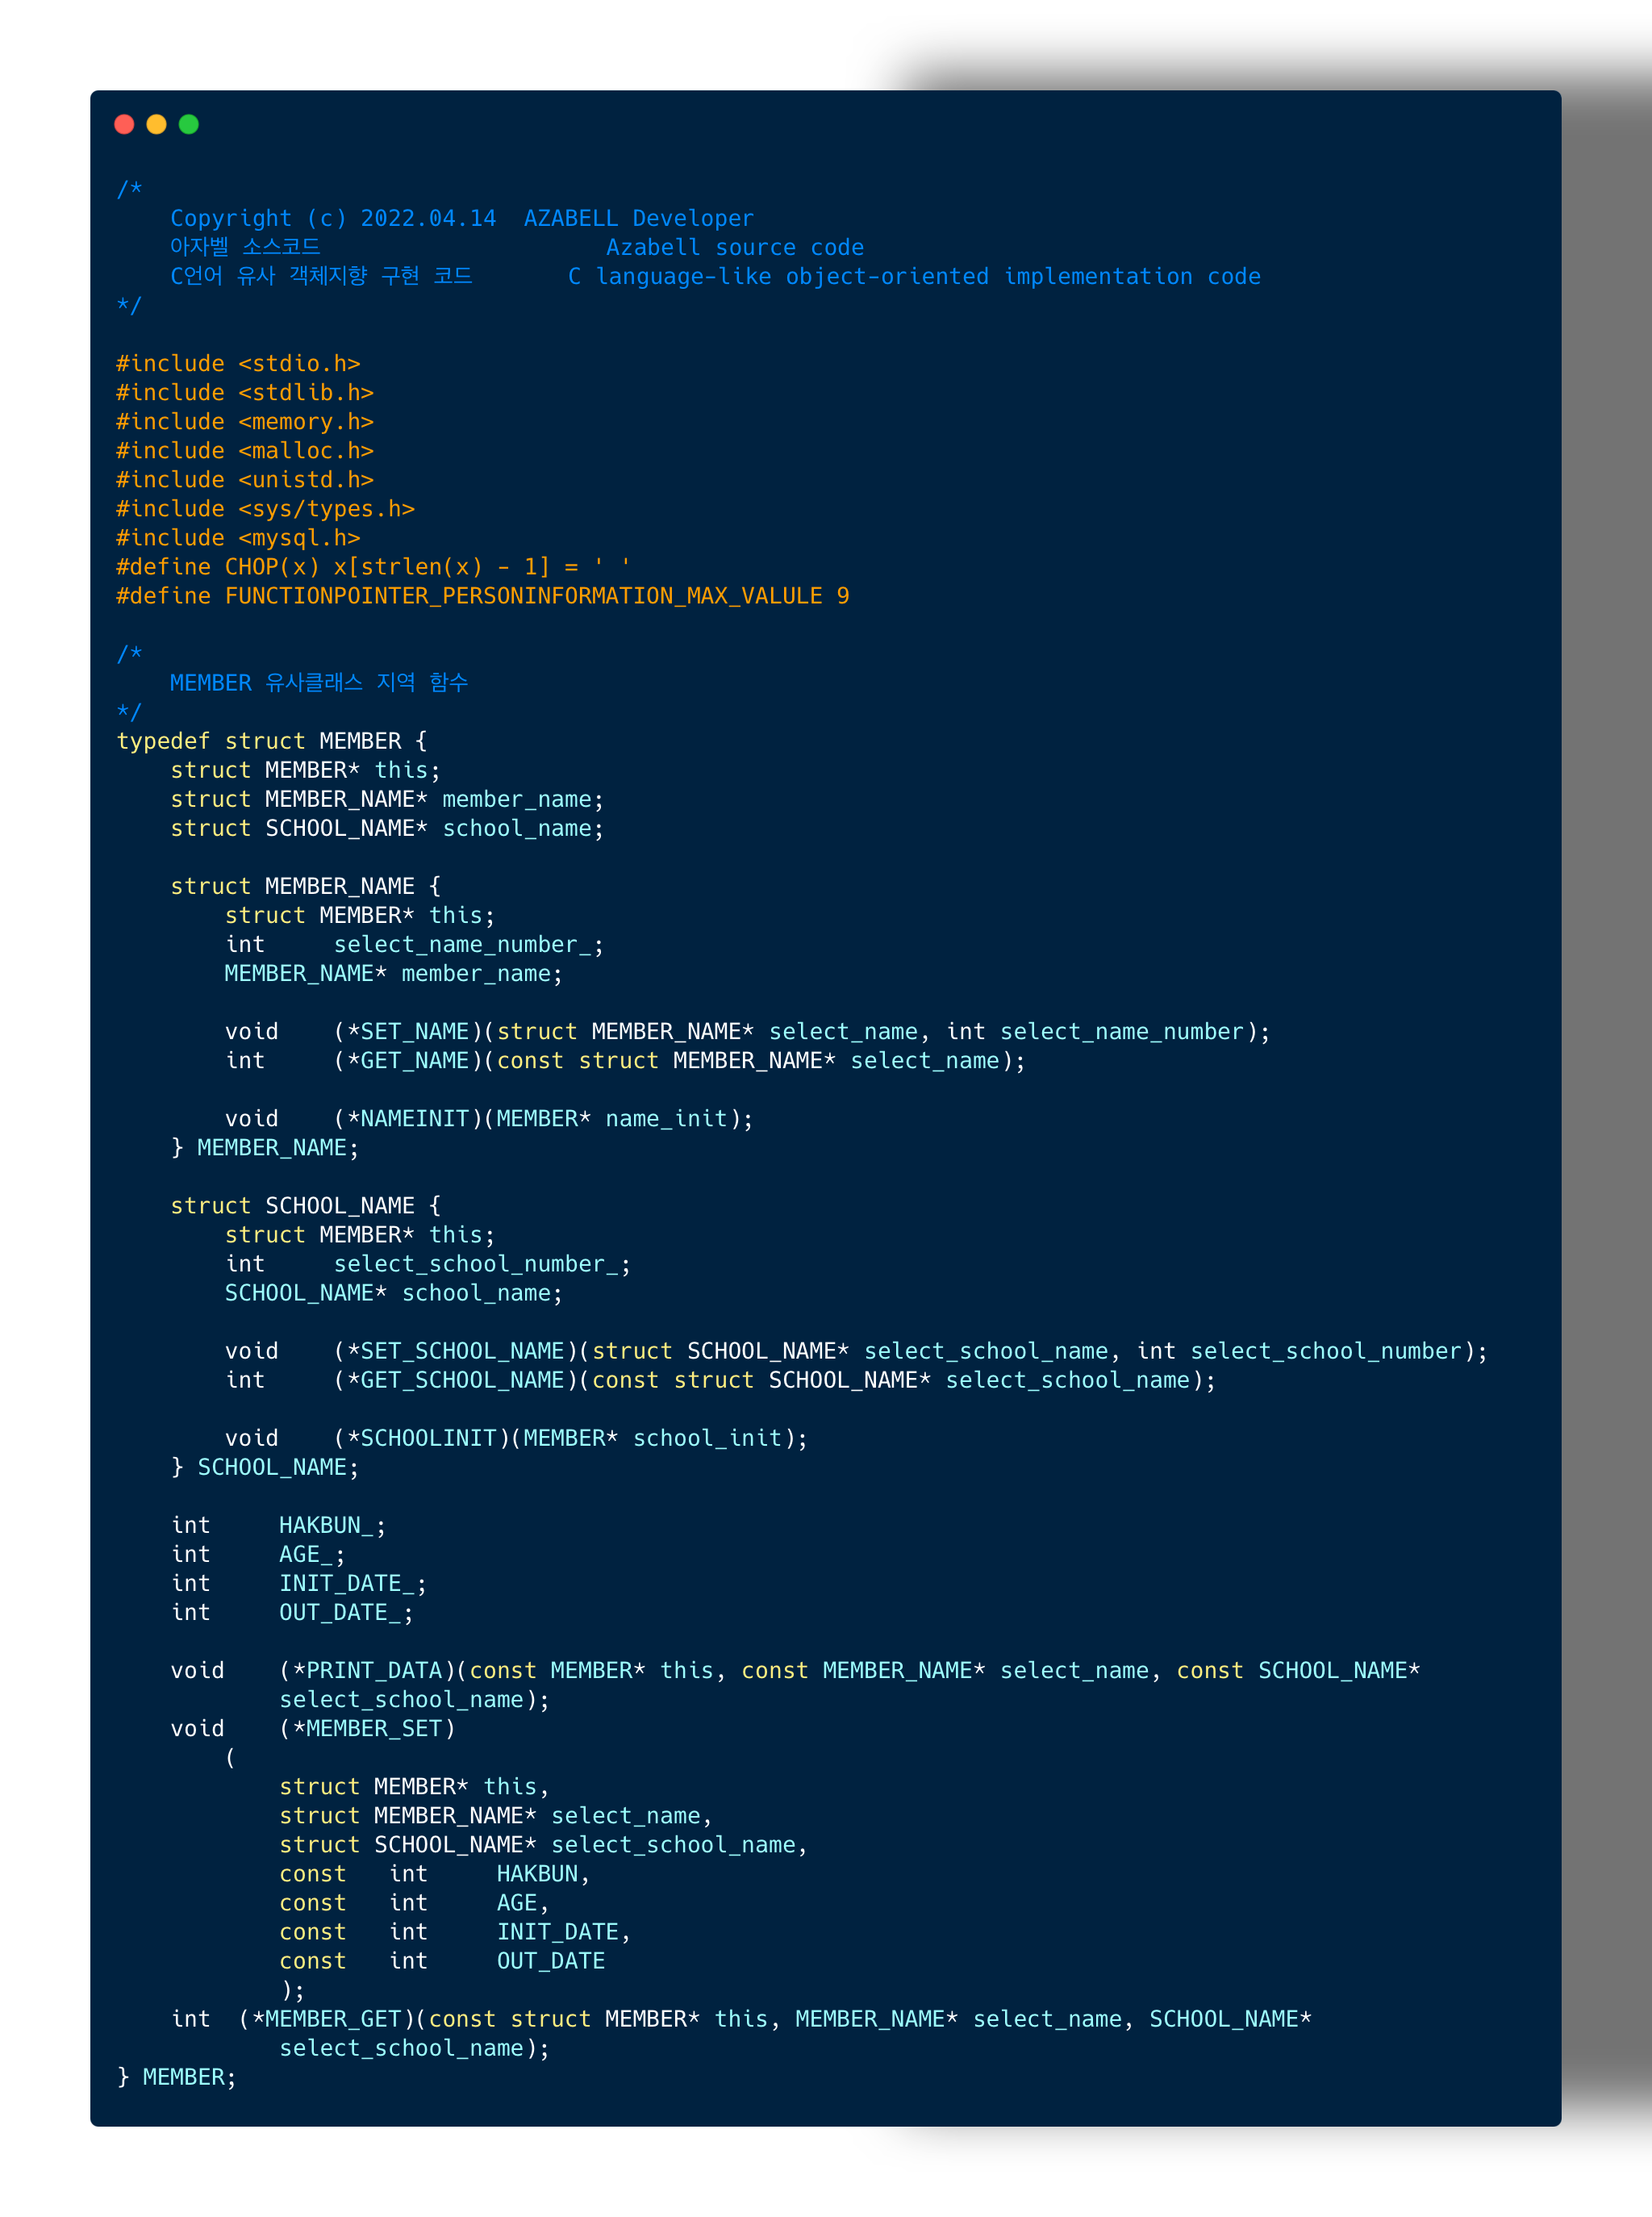 /*
    Copyright (c) 2022.04.14  AZABELL Developer
    아자벨 소스코드                     Azabell source code
    C언어 유사 객체지향 구현 코드       C language-like object-oriented implementation code
*/

#include <stdio.h>
#include <stdlib.h>
#include <memory.h>
#include <malloc.h>
#include <unistd.h>
#include <sys/types.h>
#include <mysql.h>
#define CHOP(x) x[strlen(x) - 1] = ' '
#define FUNCTIONPOINTER_PERSONINFORMATION_MAX_VALULE 9

/*
    MEMBER 유사클래스 지역 함수
*/
typedef struct MEMBER {
    struct MEMBER* this;
    struct MEMBER_NAME* member_name;
    struct SCHOOL_NAME* school_name;

    struct MEMBER_NAME {
        struct MEMBER* this;
        int     select_name_number_;
        MEMBER_NAME* member_name;

        void    (*SET_NAME)(struct MEMBER_NAME* select_name, int select_name_number);
        int     (*GET_NAME)(const struct MEMBER_NAME* select_name);

        void    (*NAMEINIT)(MEMBER* name_init);
    } MEMBER_NAME;

    struct SCHOOL_NAME {
        struct MEMBER* this;
        int     select_school_number_;
        SCHOOL_NAME* school_name;

        void    (*SET_SCHOOL_NAME)(struct SCHOOL_NAME* select_school_name, int select_school_number);
        int     (*GET_SCHOOL_NAME)(const struct SCHOOL_NAME* select_school_name);

        void    (*SCHOOLINIT)(MEMBER* school_init);
    } SCHOOL_NAME;

    int     HAKBUN_;
    int     AGE_;
    int     INIT_DATE_;
    int     OUT_DATE_;

    void    (*PRINT_DATA)(const MEMBER* this, const MEMBER_NAME* select_name, const SCHOOL_NAME*
            select_school_name);
    void    (*MEMBER_SET)
        (
            struct MEMBER* this,
            struct MEMBER_NAME* select_name,
            struct SCHOOL_NAME* select_school_name,
            const   int     HAKBUN,
            const   int     AGE,
            const   int     INIT_DATE,
            const   int     OUT_DATE
            );
    int  (*MEMBER_GET)(const struct MEMBER* this, MEMBER_NAME* select_name, SCHOOL_NAME*
            select_school_name);
} MEMBER;